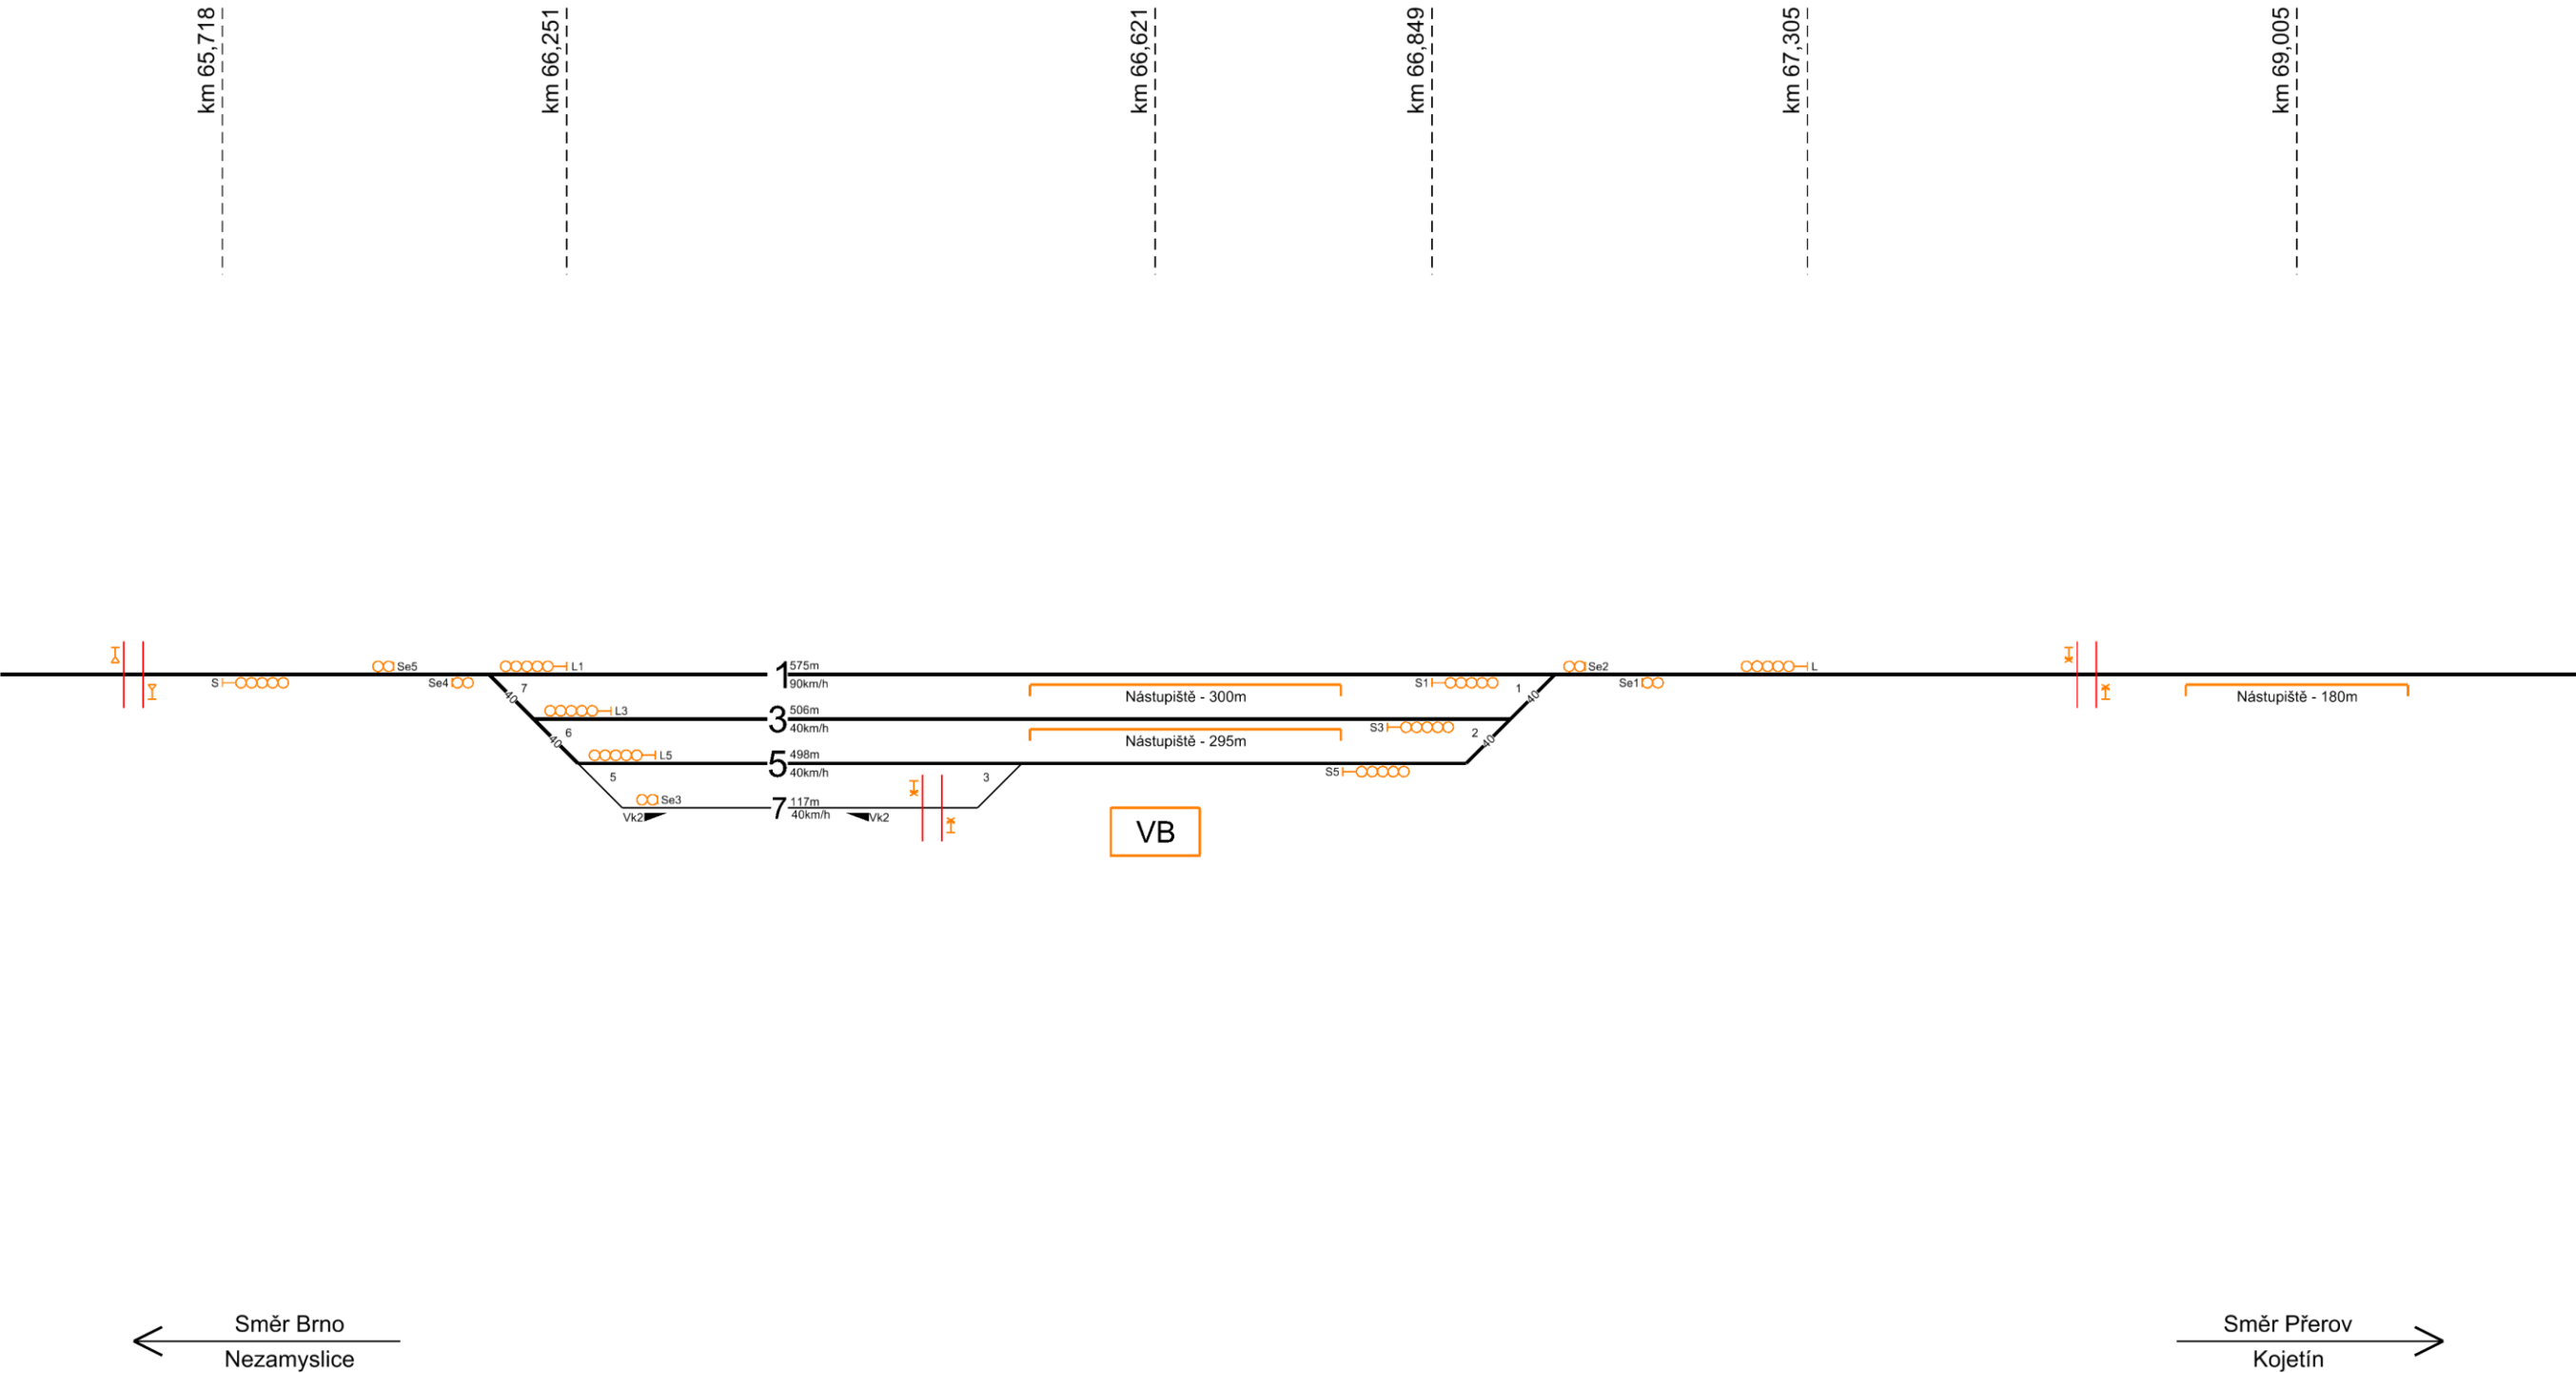 km 65,718
km 66,251
km 66,621
km 66,849
km 67,305
km 69,005
Se5
L1
1
575m
90km/h
Se2
L
S
Se4
7
40
Nástupiště - 300m
S1
1
40
Se1
Nástupiště - 180m
L3
3
506m
40km/h
S3
6
40
Nástupiště - 295m
2
40
L5
5
498m
40km/h
S5
5
3
Se3
7
117m
40km/h
Vk2
Vk2
VB
Směr Brno
Nezamyslice
Směr Přerov
Kojetín